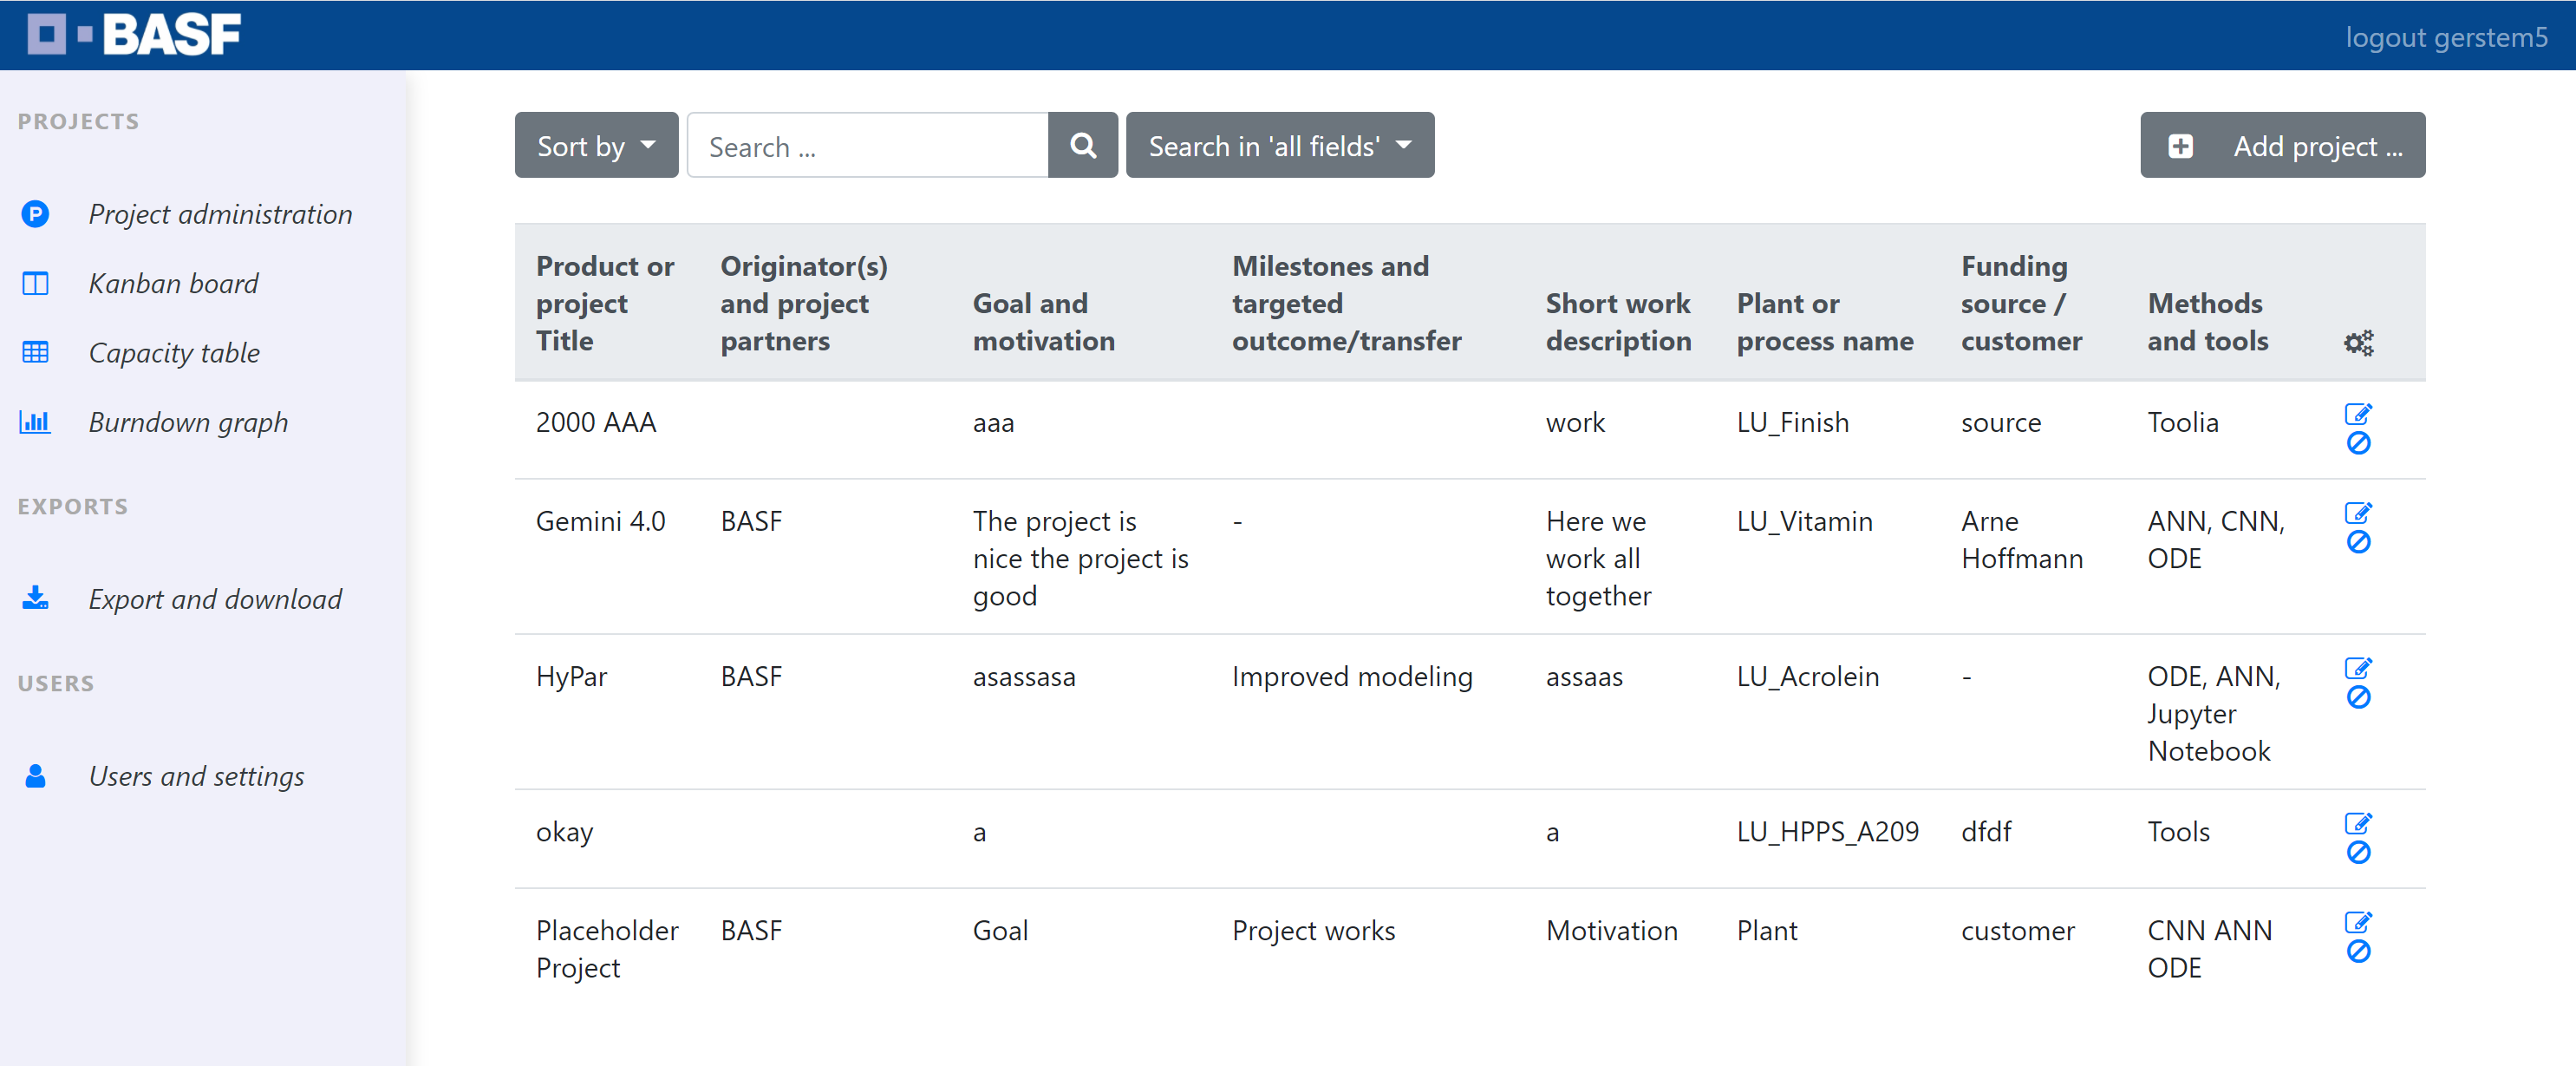 BASF
logout gerstem5
PROJECTS
Project administration
Kanban board
Capacity table
Burndown graph
EXPORTS
Export and download
USERS
Users and settings
Sort by
Search ...
Search in 'all fields'
Add project ...
Product or project Title
Originator(s) and project partners
Goal and motivation
Milestones and targeted outcome/transfer
Short work description
Plant or process name
Funding source / customer
Methods and tools
2000 AAA
aaa
work
LU_Finish
source
Toolia
Gemini 4.0
BASF
The project is nice the project is good
-
Here we work all together
LU_Vitamin
Arne Hoffmann
ANN, CNN, ODE
HyPar
BASF
asassasa
Improved modeling
assaas
LU_Acrolein
-
ODE, ANN, Jupyter Notebook
okay
a
a
LU_HPPS_A209
dfdf
Tools
Placeholder Project
BASF
Goal
Project works
Motivation
Plant
customer
CNN ANN ODE